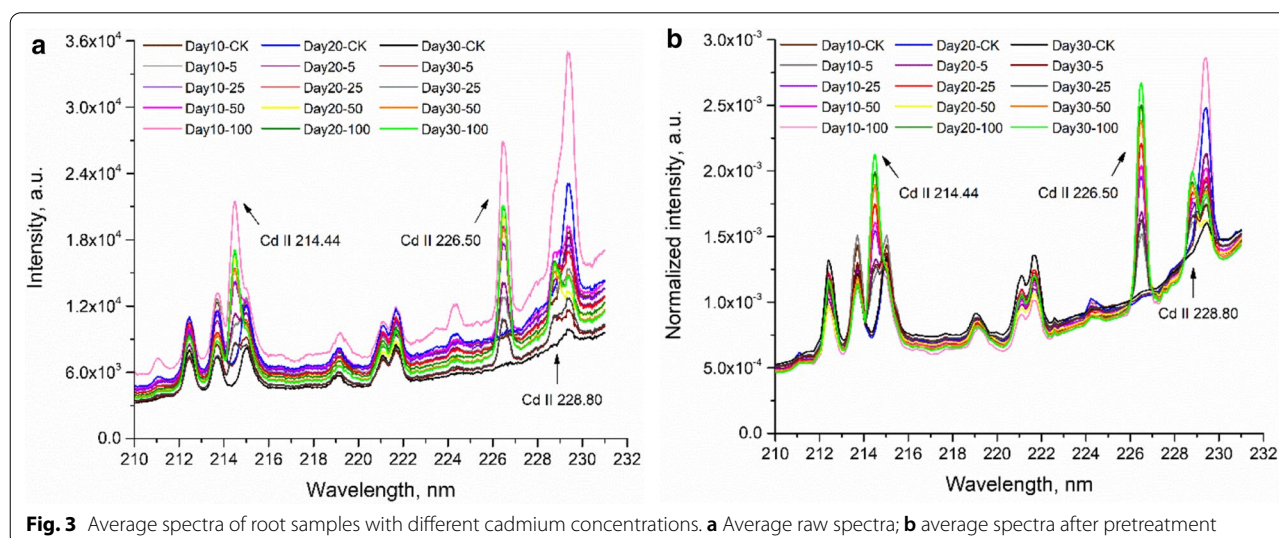 a
3.6x10⁴
3.0x10⁴
2.4x10⁴
1.8x10⁴
1.2x10⁴
6.0x10³
0.0
Intensity, a.u.
Day10-CK Day20-CK Day30-CK
Day10-5 Day20-5 Day30-5
Day10-25 Day20-25 Day30-25
Day10-50 Day20-50 Day30-50
Day10-100 Day20-100 Day30-100
Cd II 214.44
Cd II 226.50
Cd II 228.80
210 212 214 216 218 220 222 224 226 228 230 232
Wavelength, nm
b
3.0x10⁻³
2.5x10⁻³
2.0x10⁻³
1.5x10⁻³
1.0x10⁻³
5.0x10⁻⁴
0.0
Normalized intensity, a.u.
Day10-CK Day20-CK Day30-CK
Day10-5 Day20-5 Day30-5
Day10-25 Day20-25 Day30-25
Day10-50 Day20-50 Day30-50
Day10-100 Day20-100 Day30-100
Cd II 214.44
Cd II 226.50
Cd II 228.80
210 212 214 216 218 220 222 224 226 228 230 232
Wavelength, nm
Fig. 3 Average spectra of root samples with different cadmium concentrations. a Average raw spectra; b average spectra after pretreatment